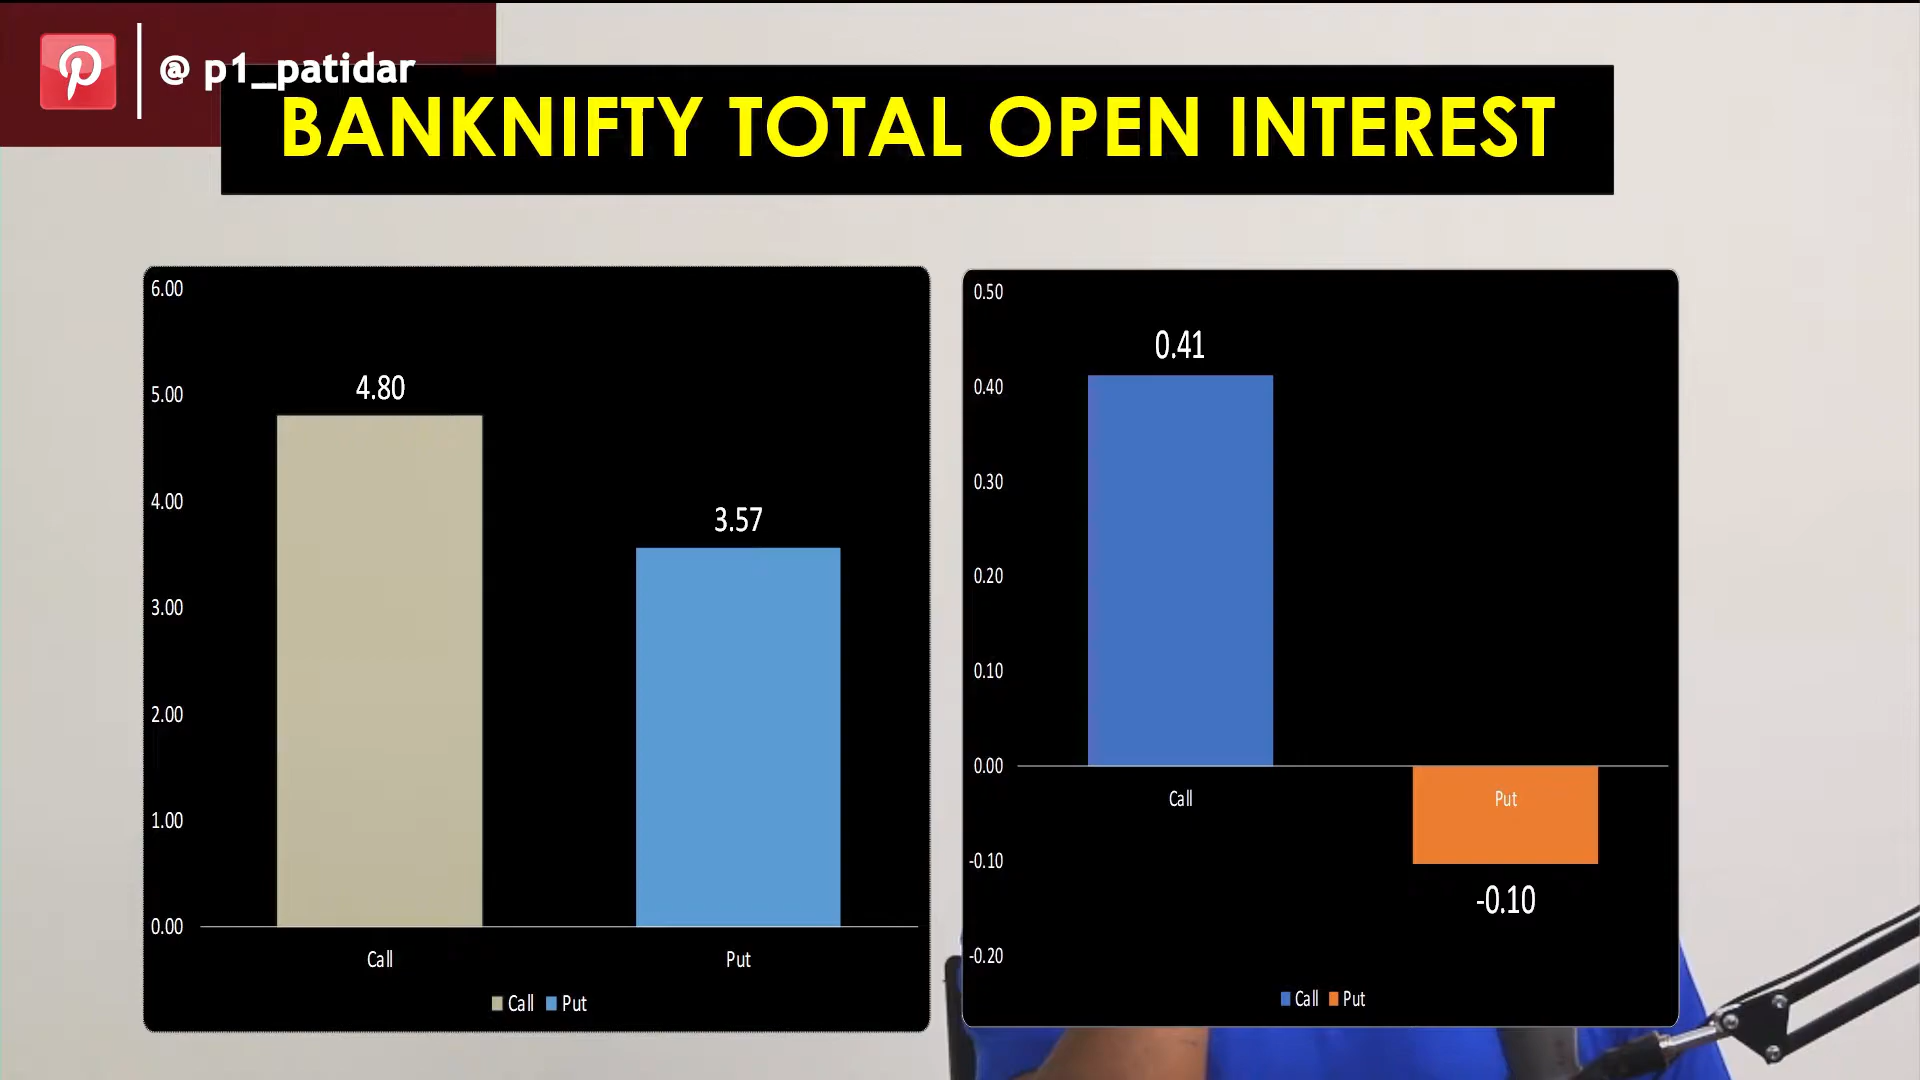 @ p1_patidar
BANKNIFTY TOTAL OPEN INTEREST
6.00
5.00
4.00
3.00
2.00
1.00
0.00
4.80
3.57
Call
Put
Call Put
0.50
0.40
0.30
0.20
0.10
0.00
-0.10
-0.20
0.41
Call
Put
-0.10
Call Put